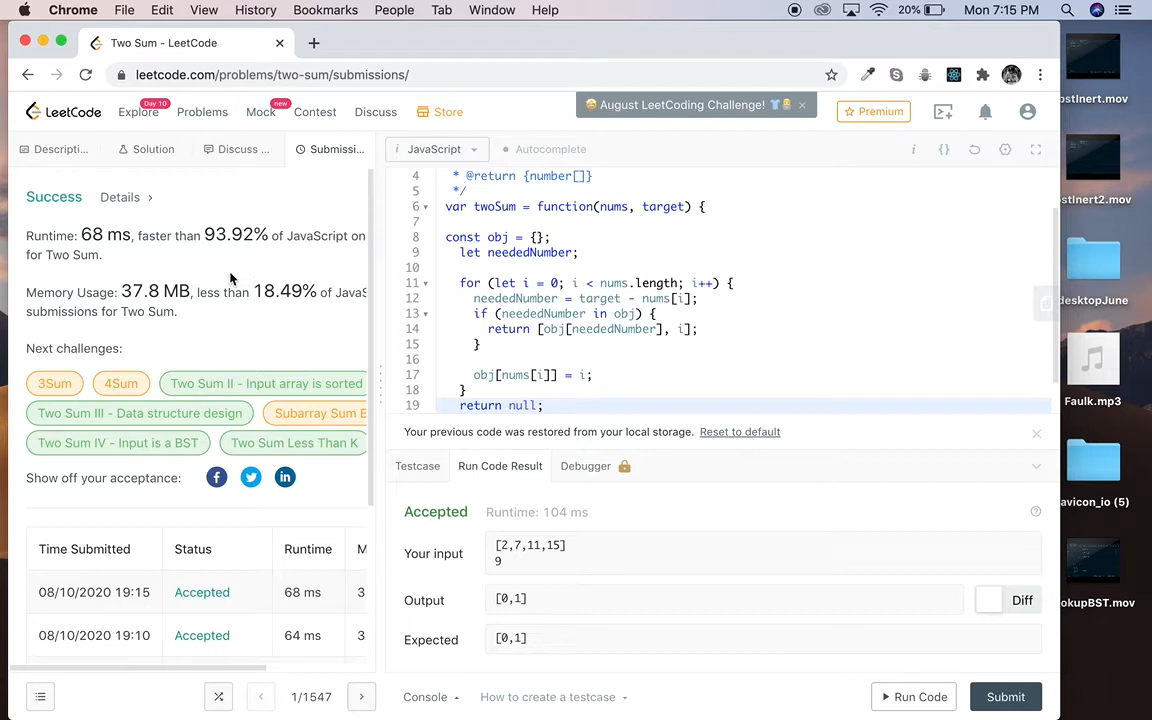 Chrome File Edit View History Bookmarks People Tab Window Help 20% Mon 7:15 PM
Two Sum - LeetCode
leetcode.com/problems/two-sum/submissions/
LeetCode Explore Day 10 Problems Mock new Contest Discuss Store August LeetCoding Challenge! Premium
Descripti... Solution Discuss ... Submissi...
i JavaScript Autocomplete
Success Details
Runtime: 68 ms, faster than 93.92% of JavaScript on
for Two Sum.
Memory Usage: 37.8 MB, less than 18.49% of JavaS
submissions for Two Sum.
Next challenges:
3Sum 4Sum Two Sum II - Input array is sorted
Two Sum III - Data structure design Subarray Sum E
Two Sum IV - Input is a BST Two Sum Less Than K
Show off your acceptance:
Time Submitted Status Runtime M
08/10/2020 19:15 Accepted 68 ms 3
08/10/2020 19:10 Accepted 64 ms 3
1/1547
4 * @return {number[]}
5 */
6 var twoSum = function(nums, target) {
7
8 const obj = {};
9 let neededNumber;
10
11 for (let i = 0; i < nums.length; i++) {
12 neededNumber = target - nums[i];
13 if (neededNumber in obj) {
14 return [obj[neededNumber], i];
15 }
16
17 obj[nums[i]] = i;
18 }
19 return null;
Your previous code was restored from your local storage. Reset to default
Testcase Run Code Result Debugger
Accepted Runtime: 104 ms
Your input
[2,7,11,15]
9
Output [0,1] Diff
Expected [0,1]
Console How to create a testcase Run Code Submit
ostInert.mov
ostInert2.mov
desktopJune
Faulk.mp3
avicon_io (5)
okupBST.mov